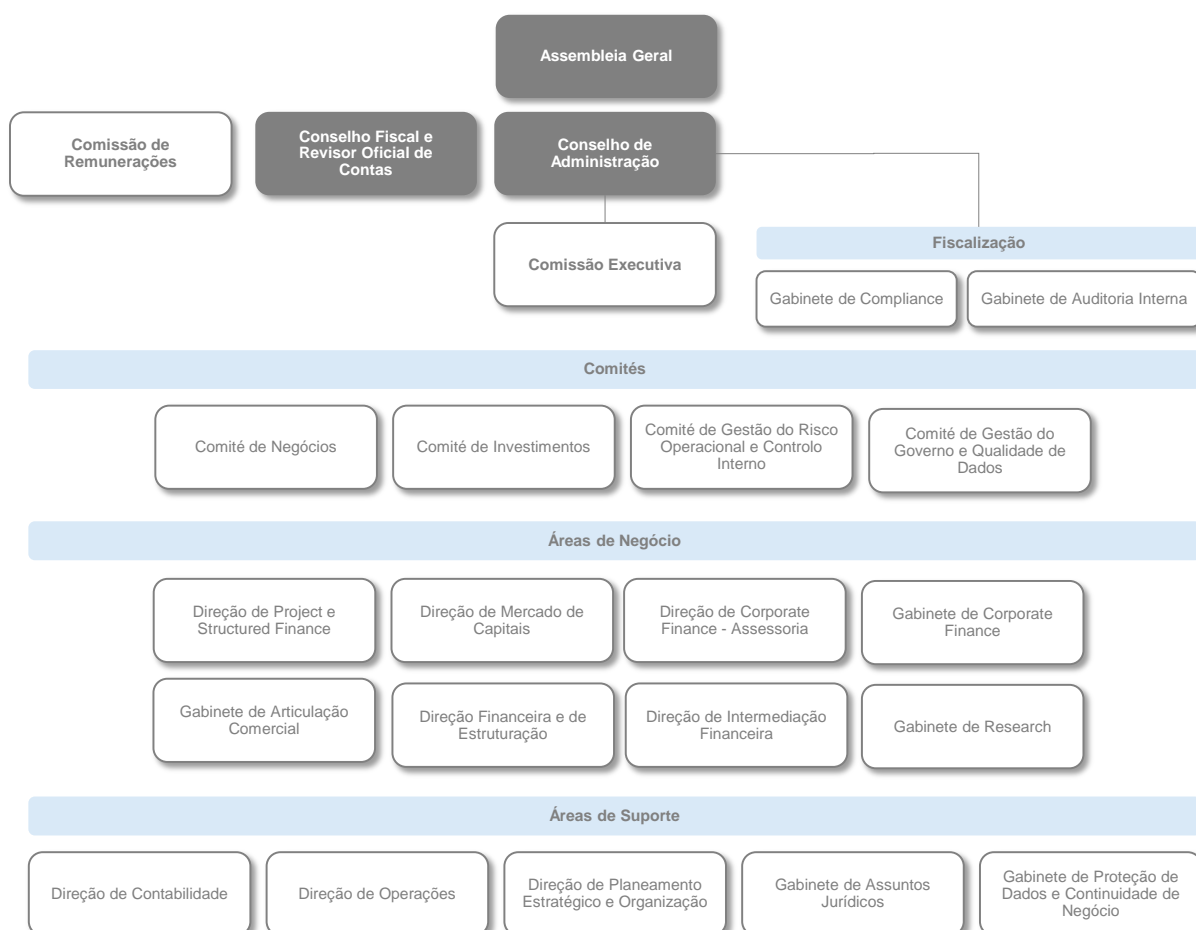 Assembleia Geral
Comissão de
Remunerações
Conselho Fiscal e
Revisor Oficial de
Contas
Conselho de
Administração
Comissão Executiva
Fiscalização
Gabinete de Compliance
Gabinete de Auditoria Interna
Comités
Comité de Negócios
Comité de Investimentos
Comité de Gestão do Risco
Operacional e Controlo
Interno
Comité de Gestão do
Governo e Qualidade de
Dados
Áreas de Negócio
Direção de Project e
Structured Finance
Direção de Mercado de
Capitais
Direção de Corporate
Finance - Assessoria
Gabinete de Corporate
Finance
Gabinete de Articulação
Comercial
Direção Financeira e de
Estruturação
Direção de Intermediação
Financeira
Gabinete de Research
Áreas de Suporte
Direção de Contabilidade
Direção de Operações
Direção de Planeamento
Estratégico e Organização
Gabinete de Assuntos
Jurídicos
Gabinete de Proteção de
Dados e Continuidade de
Negócio